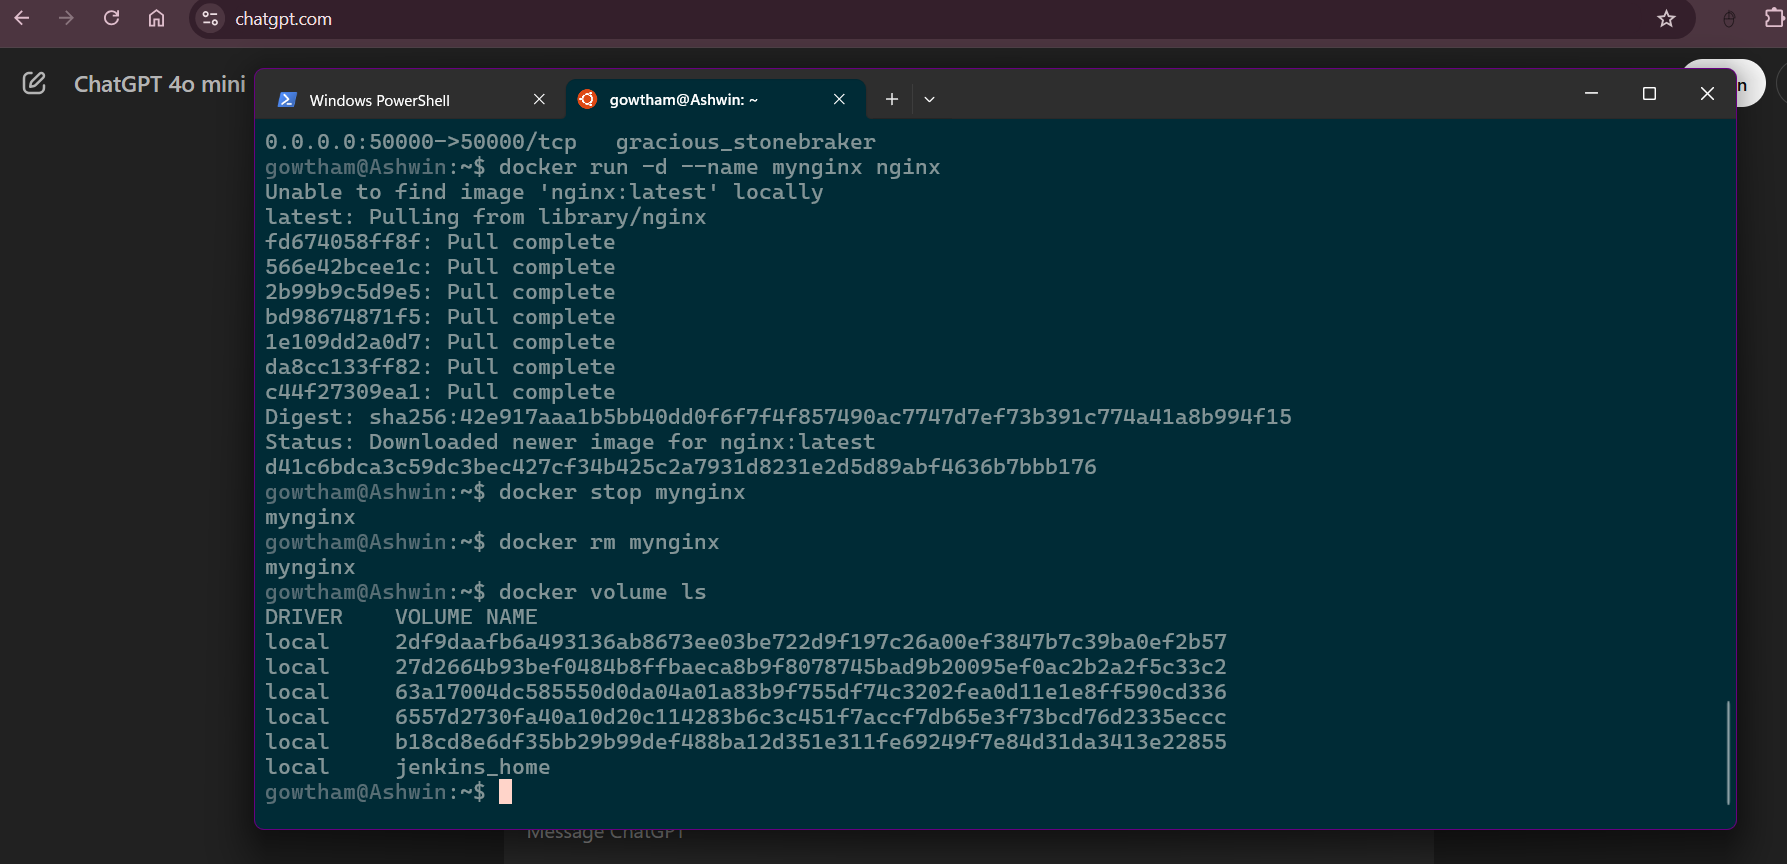 chatgpt.com
ChatGPT 4o mini
n
Windows PowerShell
gowtham@Ashwin: ~
0.0.0.0:50000->50000/tcp   gracious_stonebraker
gowtham@Ashwin:~$ docker run -d --name mynginx nginx
Unable to find image 'nginx:latest' locally
latest: Pulling from library/nginx
fd674058ff8f: Pull complete
566e42bcee1c: Pull complete
2b99b9c5d9e5: Pull complete
bd98674871f5: Pull complete
1e109dd2a0d7: Pull complete
da8cc133ff82: Pull complete
c44f27309ea1: Pull complete
Digest: sha256:42e917aaa1b5bb40dd0f6f7f4f857490ac7747d7ef73b391c774a41a8b994f15
Status: Downloaded newer image for nginx:latest
d41c6bdca3c59dc3bec427cf34b425c2a7931d8231e2d5d89abf4636b7bbb176
gowtham@Ashwin:~$ docker stop mynginx
mynginx
gowtham@Ashwin:~$ docker rm mynginx
mynginx
gowtham@Ashwin:~$ docker volume ls
DRIVER    VOLUME NAME
local     2df9daafb6a493136ab8673ee03be722d9f197c26a00ef3847b7c39ba0ef2b57
local     27d2664b93bef0484b8ffbaeca8b9f8078745bad9b20095ef0ac2b2a2f5c33c2
local     63a17004dc585550d0da04a01a83b9f755df74c3202fea0d11e1e8ff590cd336
local     6557d2730fa40a10d20c114283b6c3c451f7accf7db65e3f73bcd76d2335eccc
local     b18cd8e6df35bb29b99def488ba12d351e311fe69249f7e84d31da3413e22855
local     jenkins_home
gowtham@Ashwin:~$
Message ChatGPT